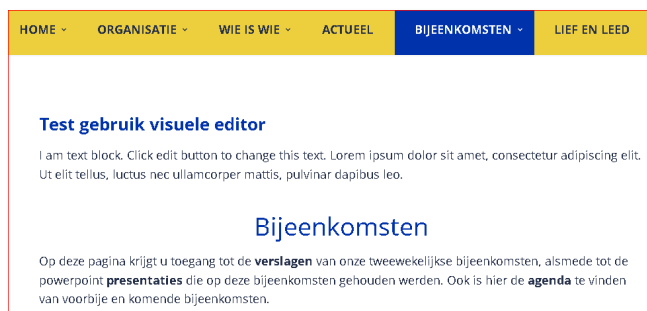 HOME ORGANISATIE WIE IS WIE ACTUEEL BIJEENKOMSTEN LIEF EN LEED
Test gebruik visuele editor
I am text block. Click edit button to change this text. Lorem ipsum dolor sit amet, consectetur adipiscing elit.
Ut elit tellus, luctus nec ullamcorper mattis, pulvinar dapibus leo.
Bijeenkomsten
Op deze pagina krijgt u toegang tot de verslagen van onze tweewekelijkse bijeenkomsten, alsmede tot de
powerpoint presentaties die op deze bijeenkomsten gehouden werden. Ook is hier de agenda te vinden
van voorbije en komende bijeenkomsten.